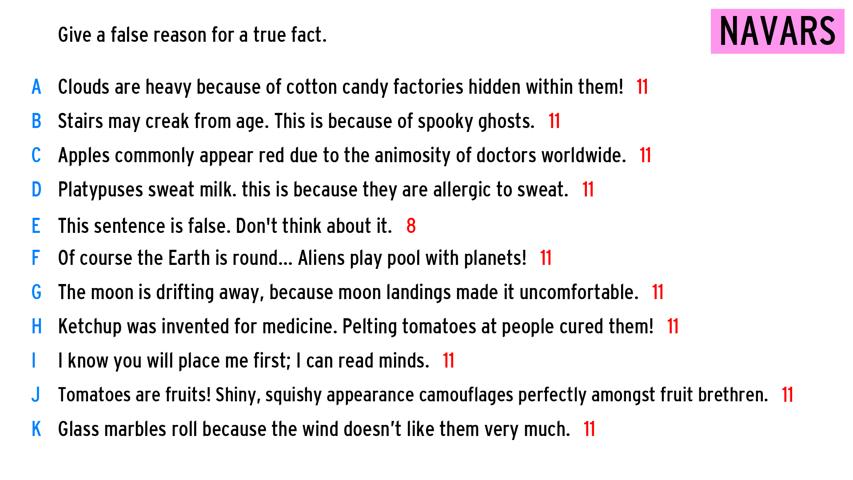 Give a false reason for a true fact.
NAVARS
A Clouds are heavy because of cotton candy factories hidden within them! 11
B Stairs may creak from age. This is because of spooky ghosts. 11
C Apples commonly appear red due to the animosity of doctors worldwide. 11
D Platypuses sweat milk. this is because they are allergic to sweat. 11
E This sentence is false. Don't think about it. 8
F Of course the Earth is round... Aliens play pool with planets! 11
G The moon is drifting away, because moon landings made it uncomfortable. 11
H Ketchup was invented for medicine. Pelting tomatoes at people cured them! 11
I I know you will place me first; I can read minds. 11
J Tomatoes are fruits! Shiny, squishy appearance camouflages perfectly amongst fruit brethren. 11
K Glass marbles roll because the wind doesn’t like them very much. 11